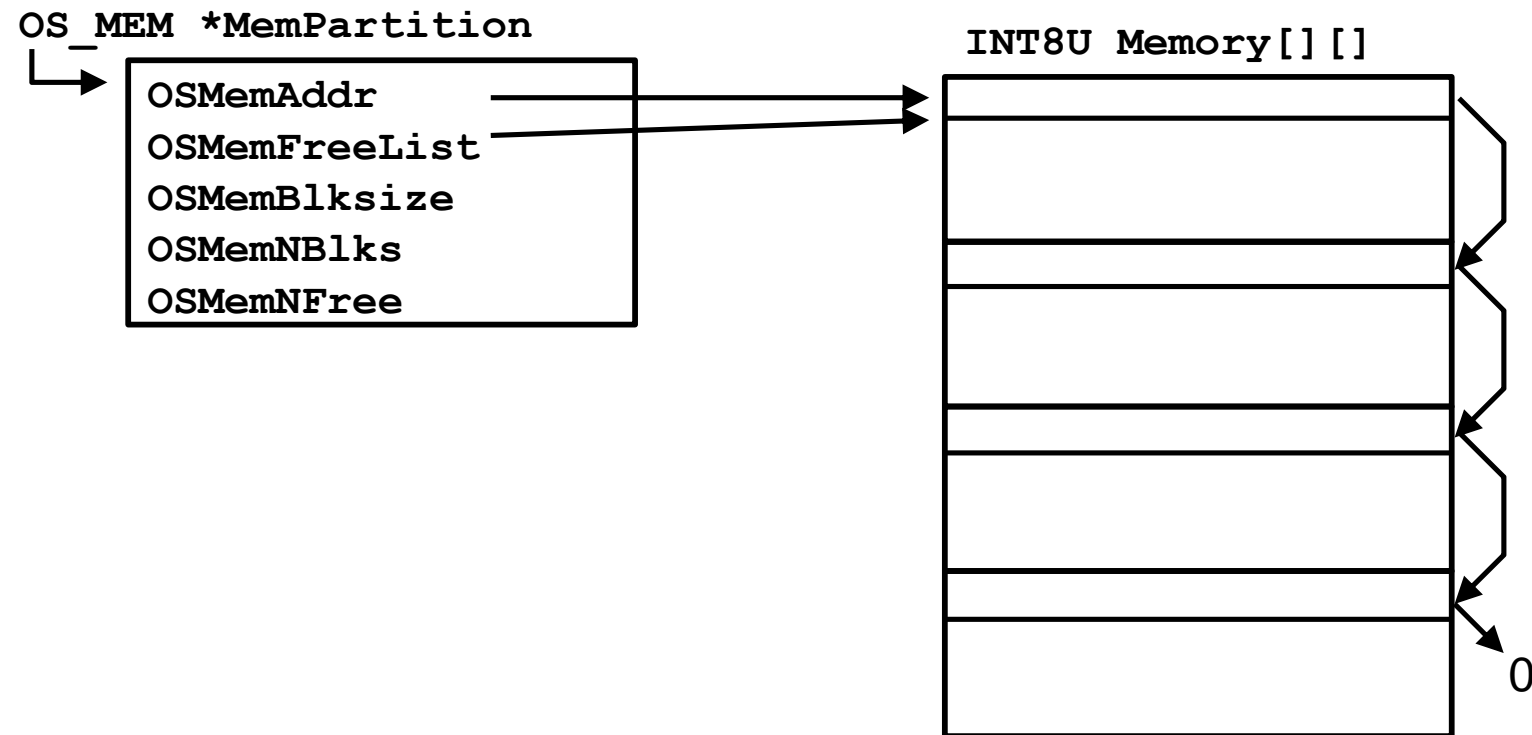 OS_MEM *MemPartition
INT8U Memory[][]
OSMemAddr
OSMemFreeList
OSMemBlksize
OSMemNBlks
OSMemNFree
0